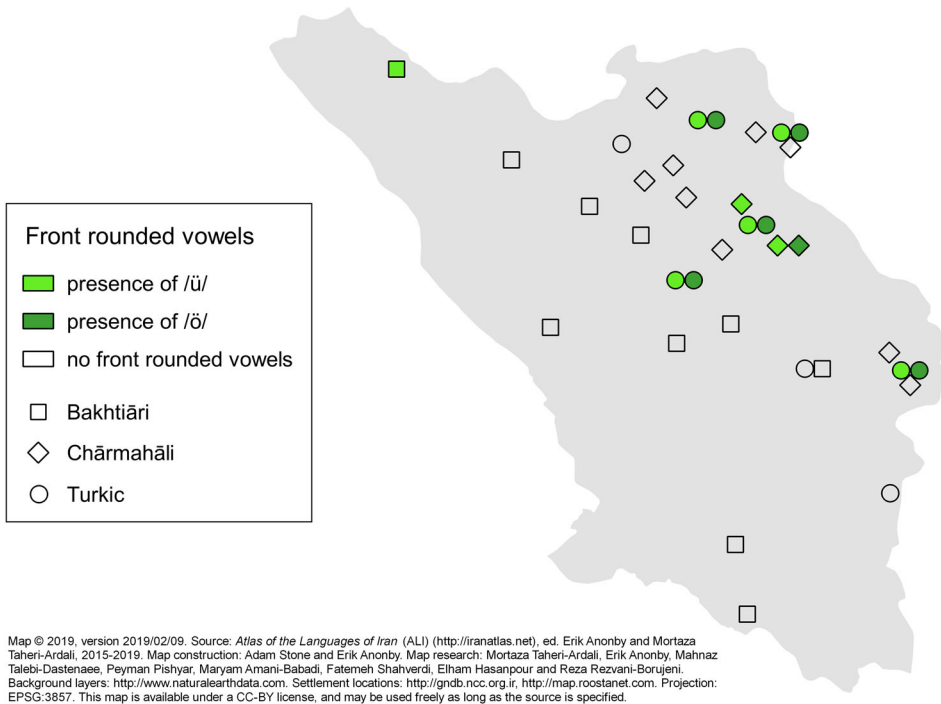 Front rounded vowels
presence of /ü/
presence of /ö/
no front rounded vowels
Bakhtiāri
Chārmahāli
Turkic
Map © 2019, version 2019/02/09. Source: Atlas of the Languages of Iran (ALI) (http://iranatlas.net), ed. Erik Anonby and Mortaza
Taheri-Ardali, 2015-2019. Map construction: Adam Stone and Erik Anonby. Map research: Mortaza Taheri-Ardali, Erik Anonby, Mahnaz
Talebi-Dastenaee, Peyman Pishyar, Maryam Amani-Babadi, Fatemeh Shahverdi, Elham Hasanpour and Reza Rezvani-Borujeni.
Background layers: http://www.naturalearthdata.com. Settlement locations: http://gndb.ncc.org.ir, http://map.roostanet.com. Projection:
EPSG:3857. This map is available under a CC-BY license, and may be used freely as long as the source is specified.